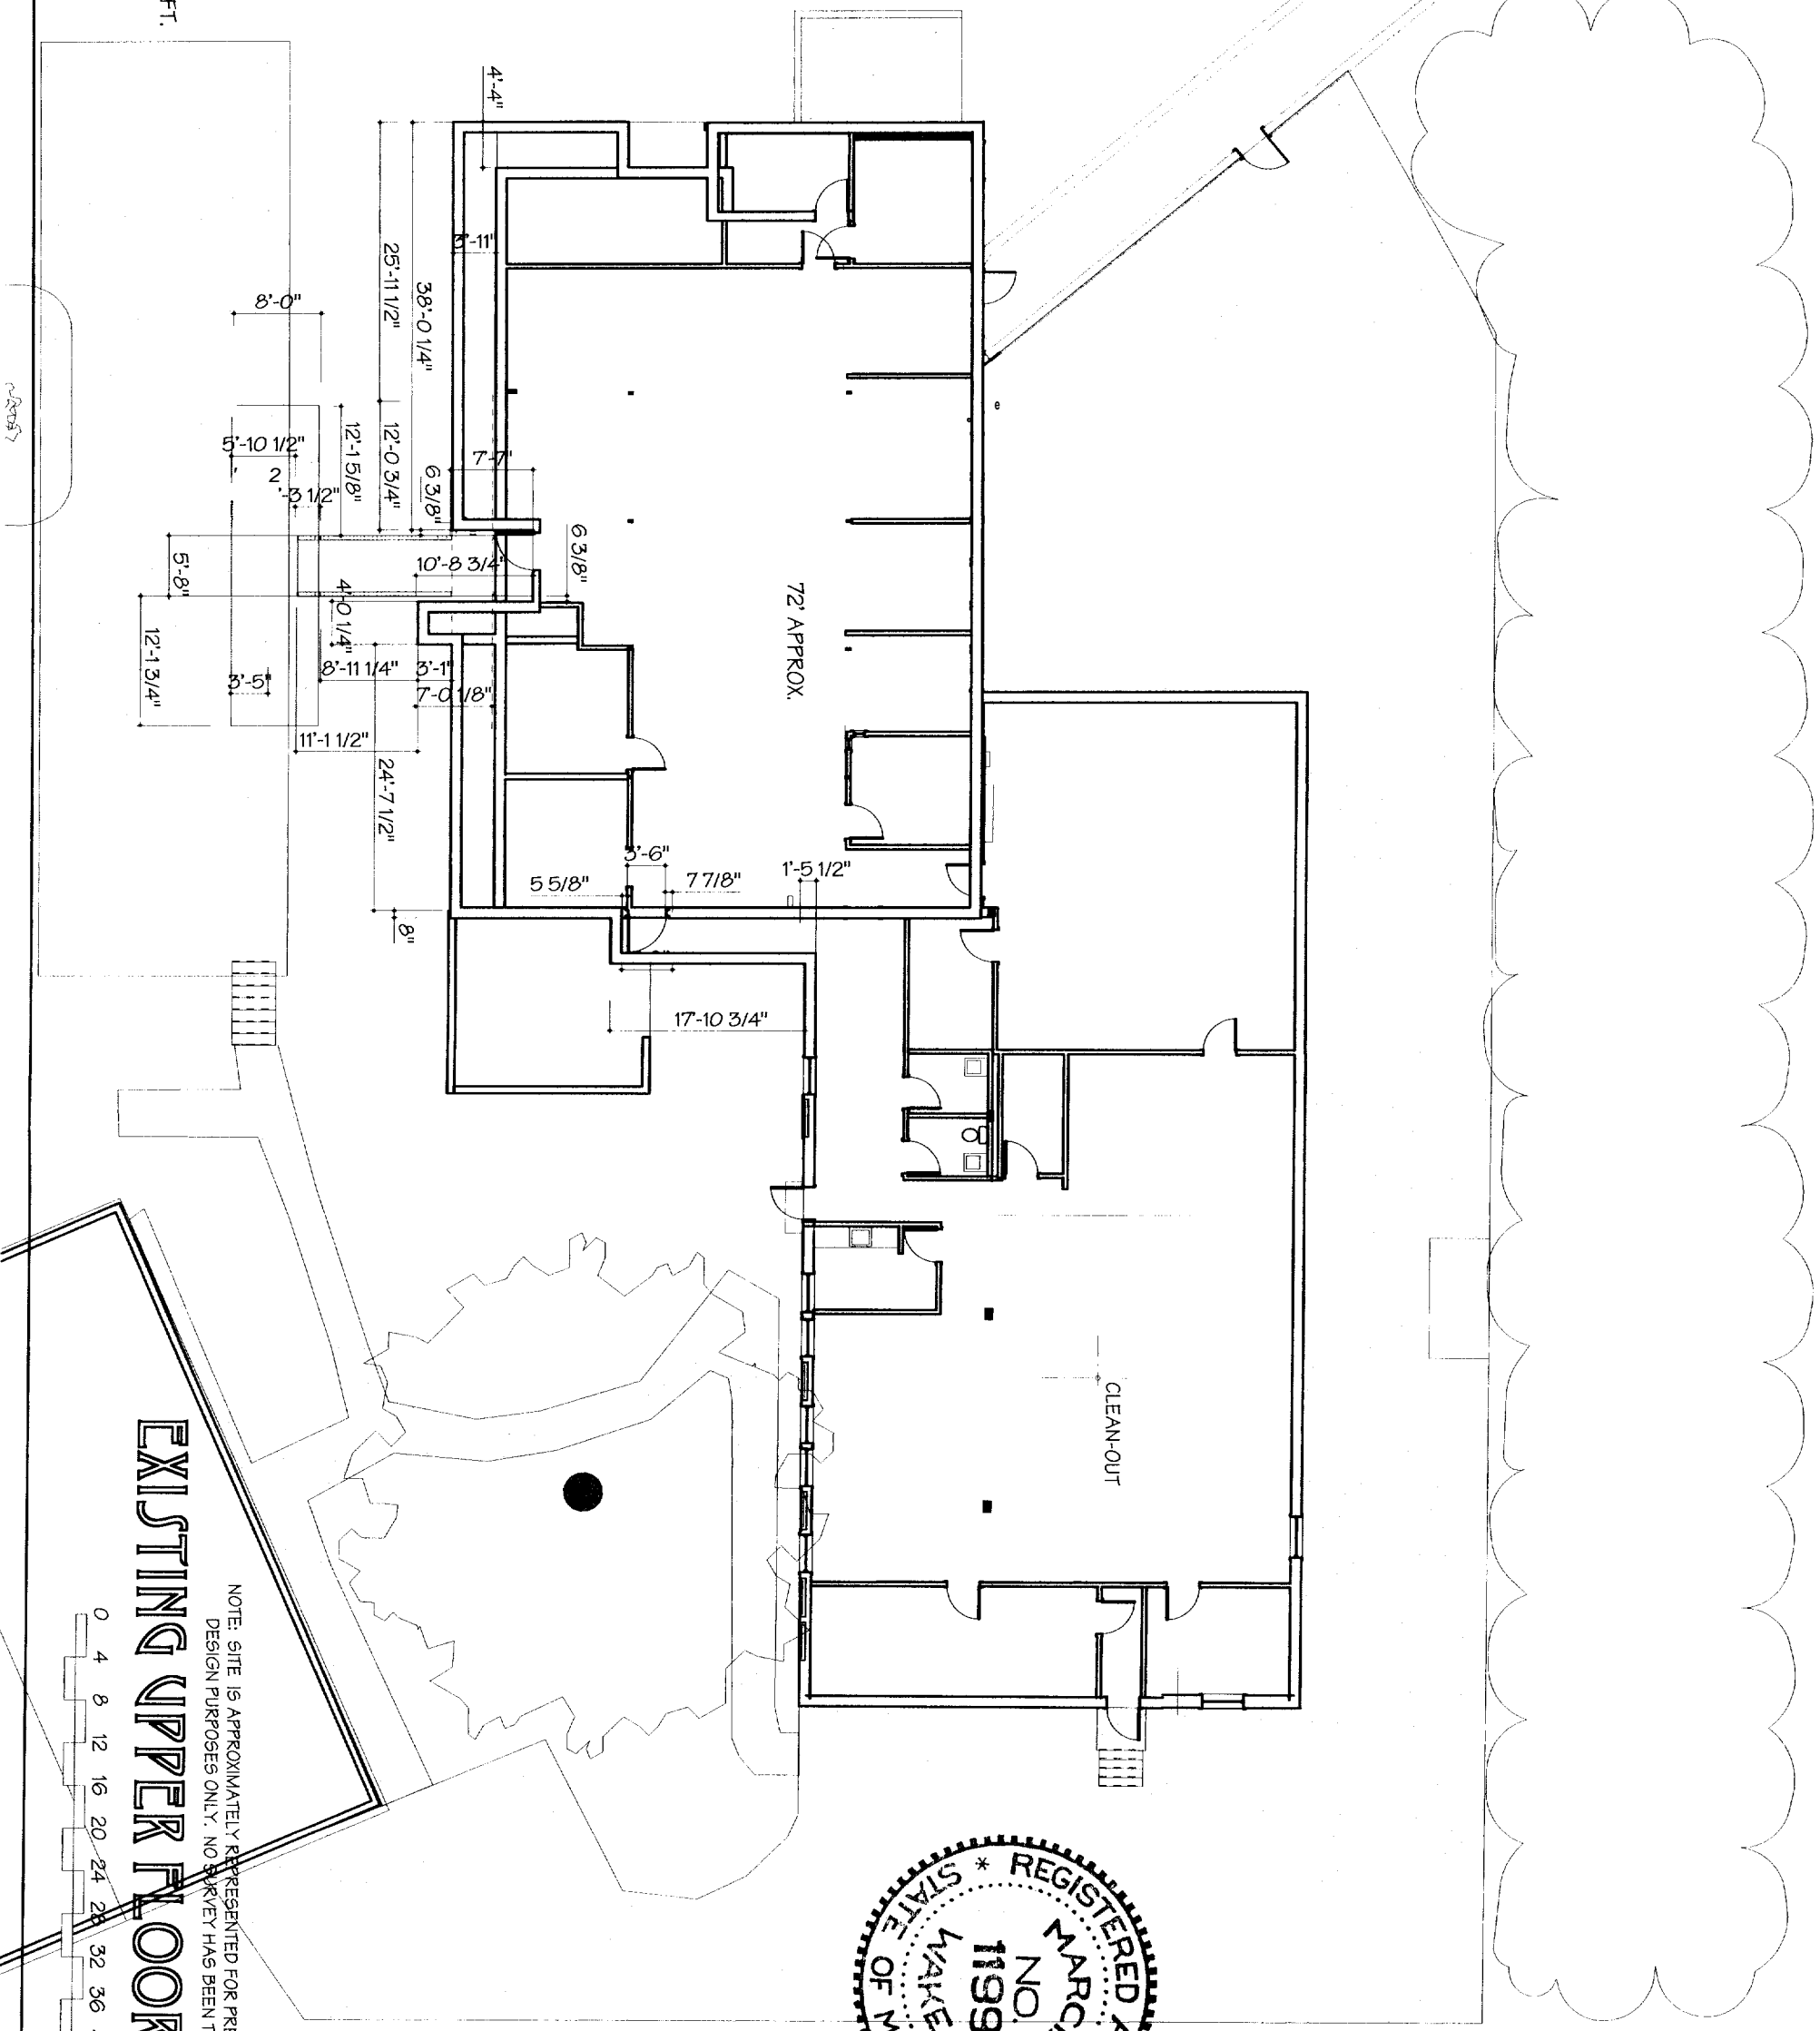 FT.
4'-4"
25'-11 1/2"
38'-0 1/4"
3'-11"
8'-0"
5'-10 1/2"
2
'-3 1/2"
12'-1 5/8"
12'-0 3/4"
6 3/8"
7'-7"
10'-8 3/4"
6 3/8"
5'-8"
4'-0 1/4"
12'-1 3/4"
3'-5"
8'-11 1/4"
3'-1"
7'-0 1/8"
11'-1 1/2"
24'-7 1/2"
72' APPROX.
e
3'-6"
5 5/8"
7 7/8"
1'-5 1/2"
8"
17'-10 3/4"
CLEAN-OUT
NOTE: SITE IS APPROXIMATELY REPRESENTED FOR PRE
DESIGN PURPOSES ONLY. NO SURVEY HAS BEEN T
EXISTING UPPER FLOOR
0 4 8 12 16 20 24 28 32 36
STATE OF M
* REGISTERED A
MARC
NO.
1199
WAKE